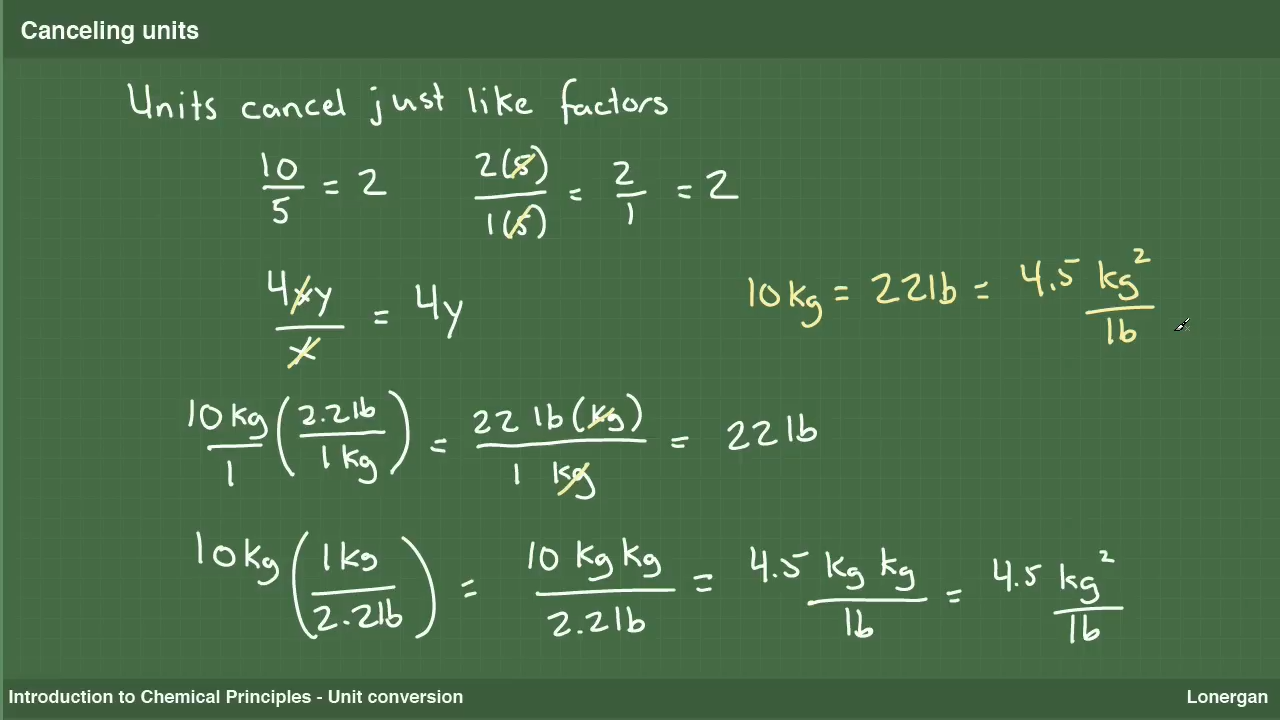 Canceling units
Units cancel just like factors
10/5 = 2    2(5)/1(5) = 2/1 = 2
4xy/x = 4y
10 kg = 22 lb = 4.5 kg²/lb
10 kg/1 (2.2 lb/1 kg) = 22 lb (kg)/1 kg = 22 lb
10 kg (1 kg/2.2 lb) = 10 kg kg/2.2 lb = 4.5 kg kg/lb = 4.5 kg²/lb
Introduction to Chemical Principles - Unit conversion
Lonergan